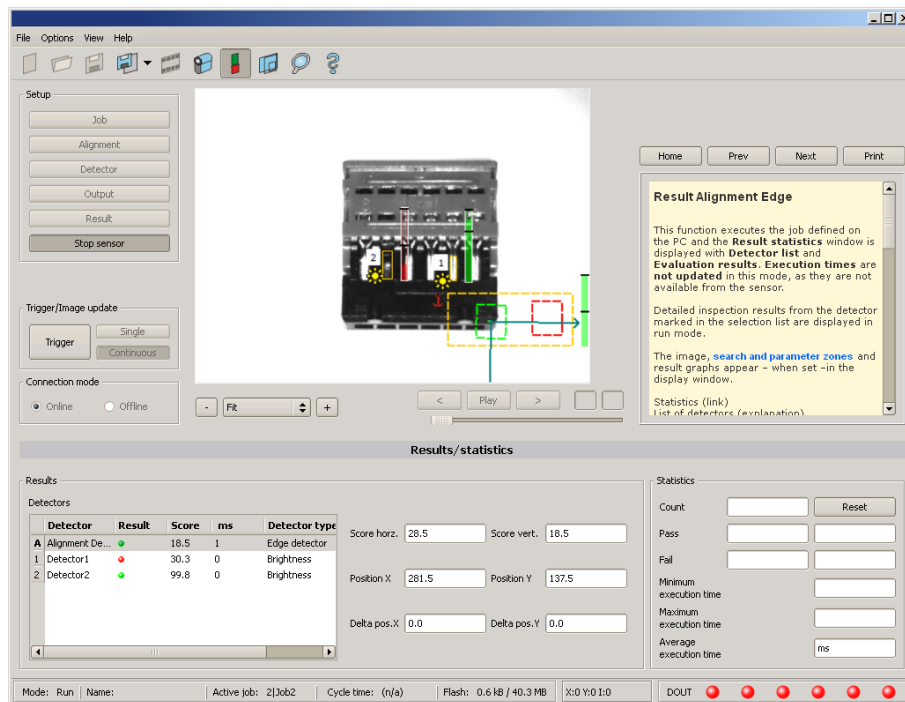 File Options View Help
Setup
Job
Alignment
Detector
Output
Result
Stop sensor
Trigger/Image update
Trigger
Single
Continuous
Connection mode
Online
Offline
2
1
-
Fit
+
<
Play
>
Home
Prev
Next
Print
Result Alignment Edge
This function executes the job defined on
the PC and the Result statistics window is
displayed with Detector list and
Evaluation results. Execution times are
not updated in this mode, as they are not
available from the sensor.
Detailed inspection results from the detector
marked in the selection list are displayed in
run mode.
The image, search and parameter zones and
result graphs appear – when set –in the
display window.
Statistics (link)
List of detectors (explanation)
Results/statistics
Results
Detectors
Detector Result Score ms Detector type
A Alignment De... 18.5 1 Edge detector
1 Detector1 30.3 0 Brightness
2 Detector2 99.8 0 Brightness
Score horz. 28.5 Score vert. 18.5
Position X 281.5 Position Y 137.5
Delta pos.X 0.0 Delta pos.Y 0.0
Statistics
Count
Reset
Pass
Fail
Minimum
execution time
Maximum
execution time
Average
execution time
ms
Mode: Run Name: Active job: 2|Job2 Cycle time: (n/a) Flash: 0.6 kB / 40.3 MB X:0 Y:0 I:0 DOUT